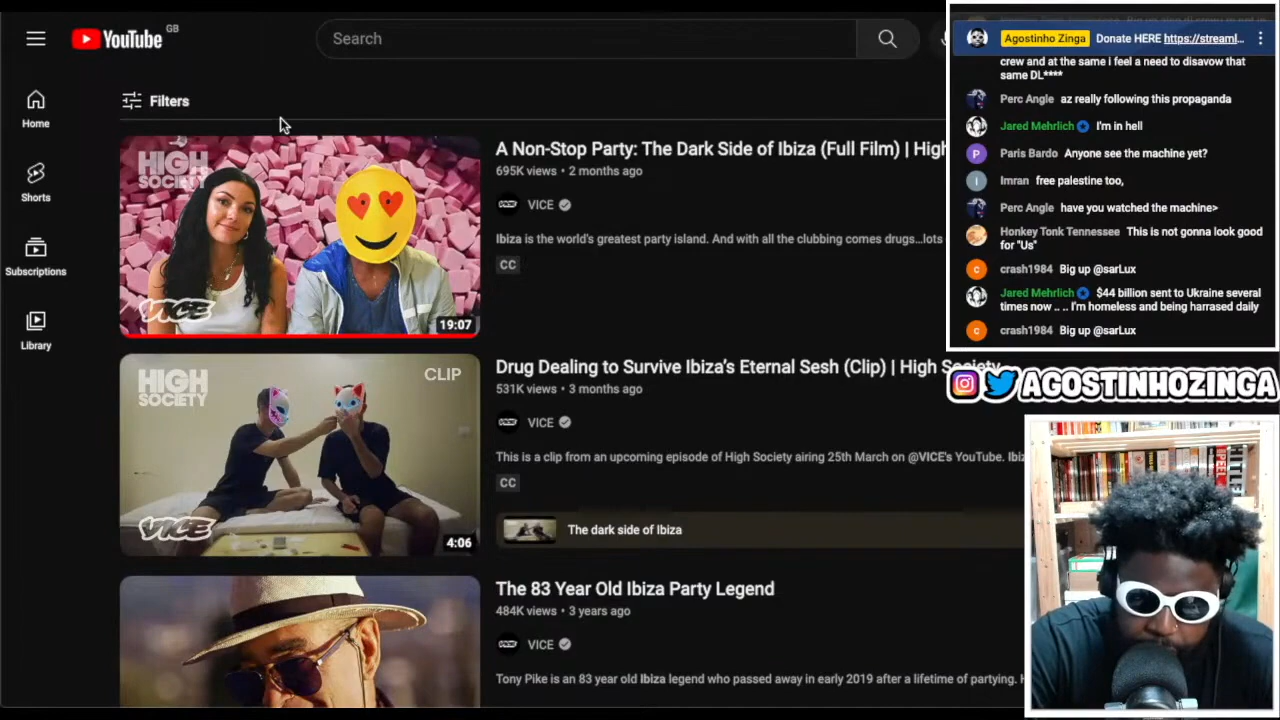 YouTube GB
Search
Home
Shorts
Subscriptions
Library
Filters
HIGH SOCIETY
VICE
19:07
A Non-Stop Party: The Dark Side of Ibiza (Full Film) | High
695K views • 2 months ago
VICE
Ibiza is the world's greatest party island. And with all the clubbing comes drugs...lots
CC
HIGH SOCIETY
CLIP
VICE
4:06
Drug Dealing to Survive Ibiza's Eternal Sesh (Clip) | High Society
531K views • 3 months ago
VICE
This is a clip from an upcoming episode of High Society airing 25th March on @VICE's YouTube.
CC
The dark side of Ibiza
The 83 Year Old Ibiza Party Legend
484K views • 3 years ago
VICE
Tony Pike is an 83 year old Ibiza legend who passed away in early 2019 after a lifetime of partying.
Agostinho Zinga Donate HERE https://streaml...
crew and at the same i feel a need to disavow that
same DL****
Perc Angle az really following this propaganda
Jared Mehrlich I'm in hell
P Paris Bardo Anyone see the machine yet?
I Imran free palestine too,
Perc Angle have you watched the machine>
Honkey Tonk Tennessee This is not gonna look good
for "Us"
c crash1984 Big up @sarLux
Jared Mehrlich $44 billion sent to Ukraine several
times now .. .. I'm homeless and being harrased daily
c crash1984 Big up @sarLux
AGOSTINHOZINGA